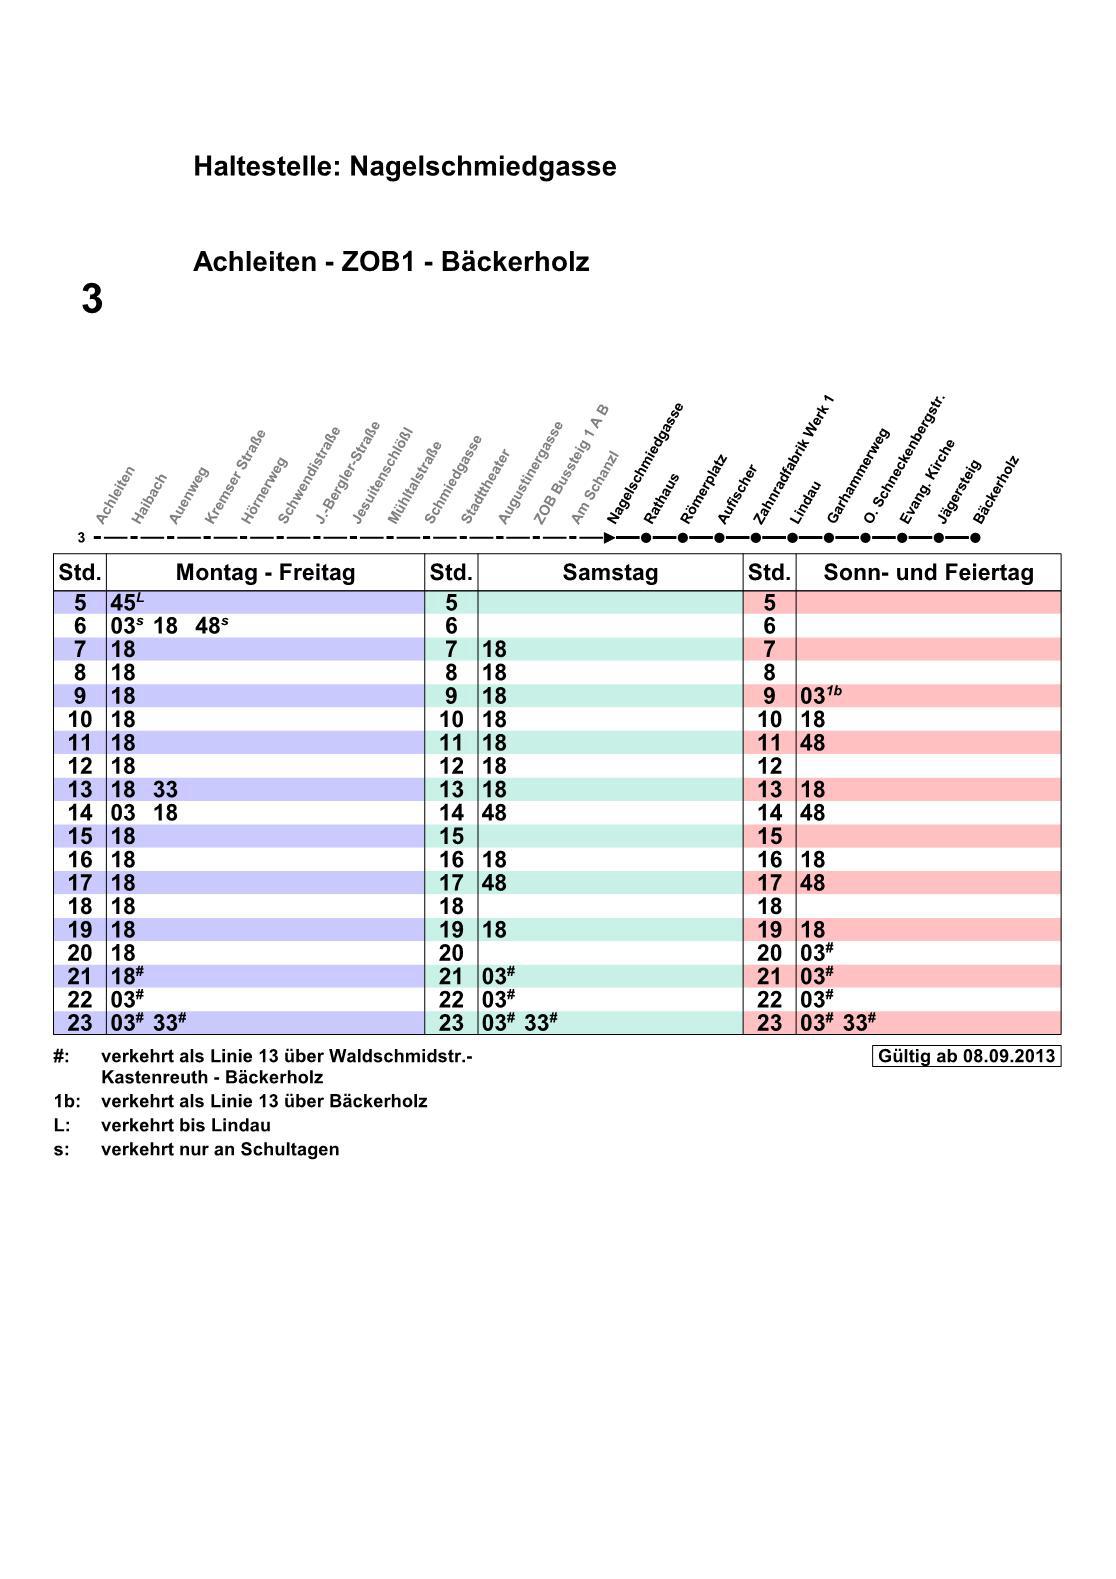 Haltestelle: Nagelschmiedgasse
Achleiten - ZOB1 - Bäckerholz
3
Achleiten
Haibach
Auenweg
Kremser Straße
Hörnerweg
Schwendistraße
J.-Bergler-Straße
Jesuitenschlößl
Mühltalstraße
Schmiedgasse
Stadttheater
Augustinergasse
ZOB Bussteig 1 A B
Am Schanzl
Nagelschmiedgasse
Rathaus
Römerplatz
Aufischer
Zahnradfabrik Werk 1
Lindau
Garhammerweg
O. Schneckenbergstr.
Evang. Kirche
Jägersteig
Bäckerholz
3
Std. Montag - Freitag Std. Samstag Std. Sonn- und Feiertag
5 45L 5 5
6 03s 18 48s 6 6
7 18 7 18 7
8 18 8 18 8
9 18 9 18 9 031b
10 18 10 18 10 18
11 18 11 18 11 48
12 18 12 18 12
13 18 33 13 18 13 18
14 03 18 14 48 14 48
15 18 15 15
16 18 16 18 16 18
17 18 17 48 17 48
18 18 18 18
19 18 19 18 19 18
20 18 20 20 03#
21 18# 21 03# 21 03#
22 03# 22 03# 22 03#
23 03# 33# 23 03# 33# 23 03# 33#
#: verkehrt als Linie 13 über Waldschmidstr.-
Kastenreuth - Bäckerholz
Gültig ab 08.09.2013
1b: verkehrt als Linie 13 über Bäckerholz
L: verkehrt bis Lindau
s: verkehrt nur an Schultagen